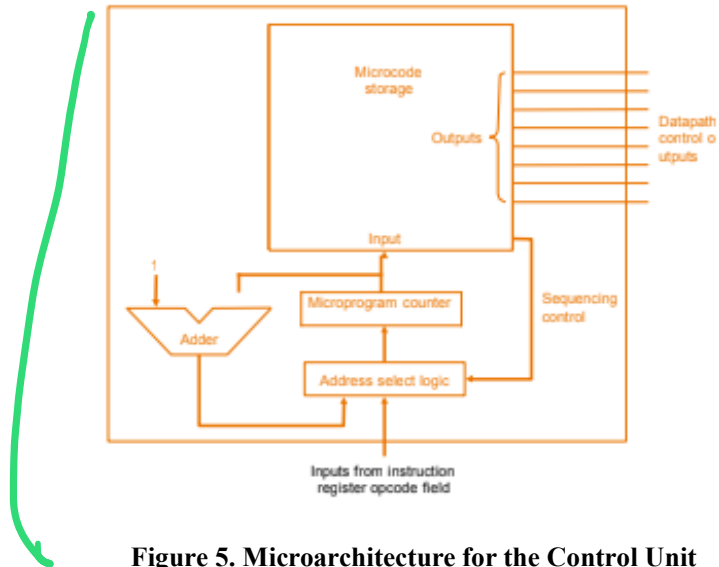 Microcode
storage
Outputs
Datapath
control o
utputs
Input
1
Microprogram counter
Sequencing
control
Adder
Address select logic
Inputs from instruction
register opcode field
Figure 5. Microarchitecture for the Control Unit